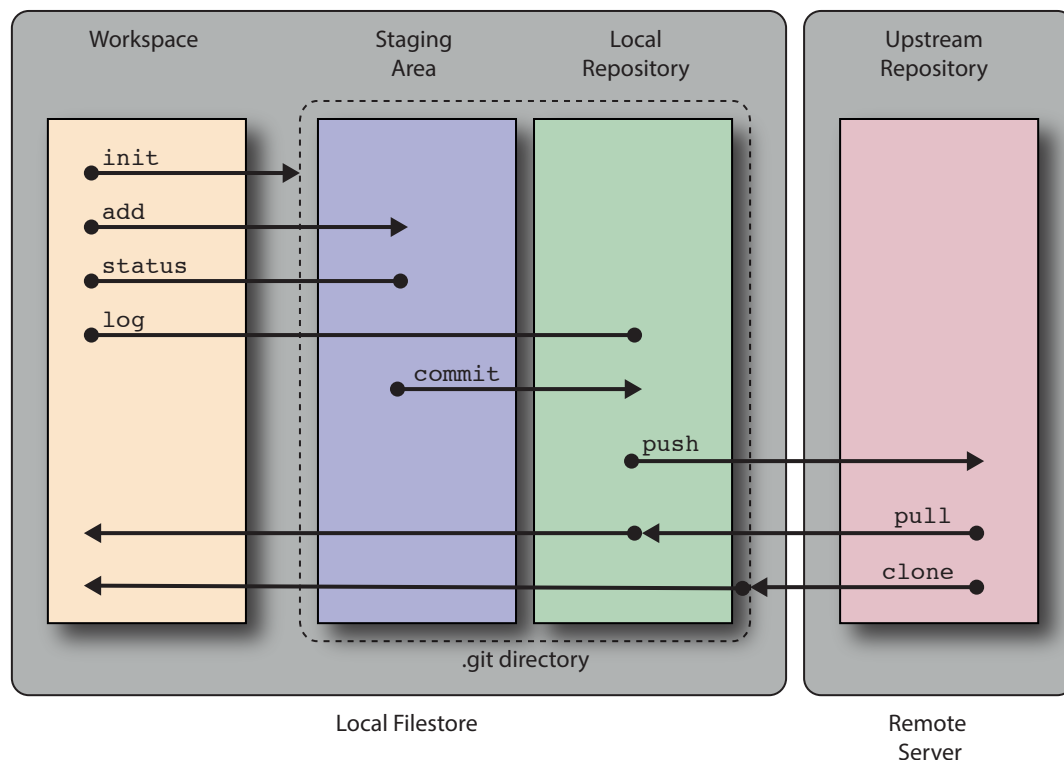 Workspace
Staging
Area
Local
Repository
Upstream
Repository
init
add
status
log
commit
push
pull
clone
.git directory
Local Filestore
Remote
Server